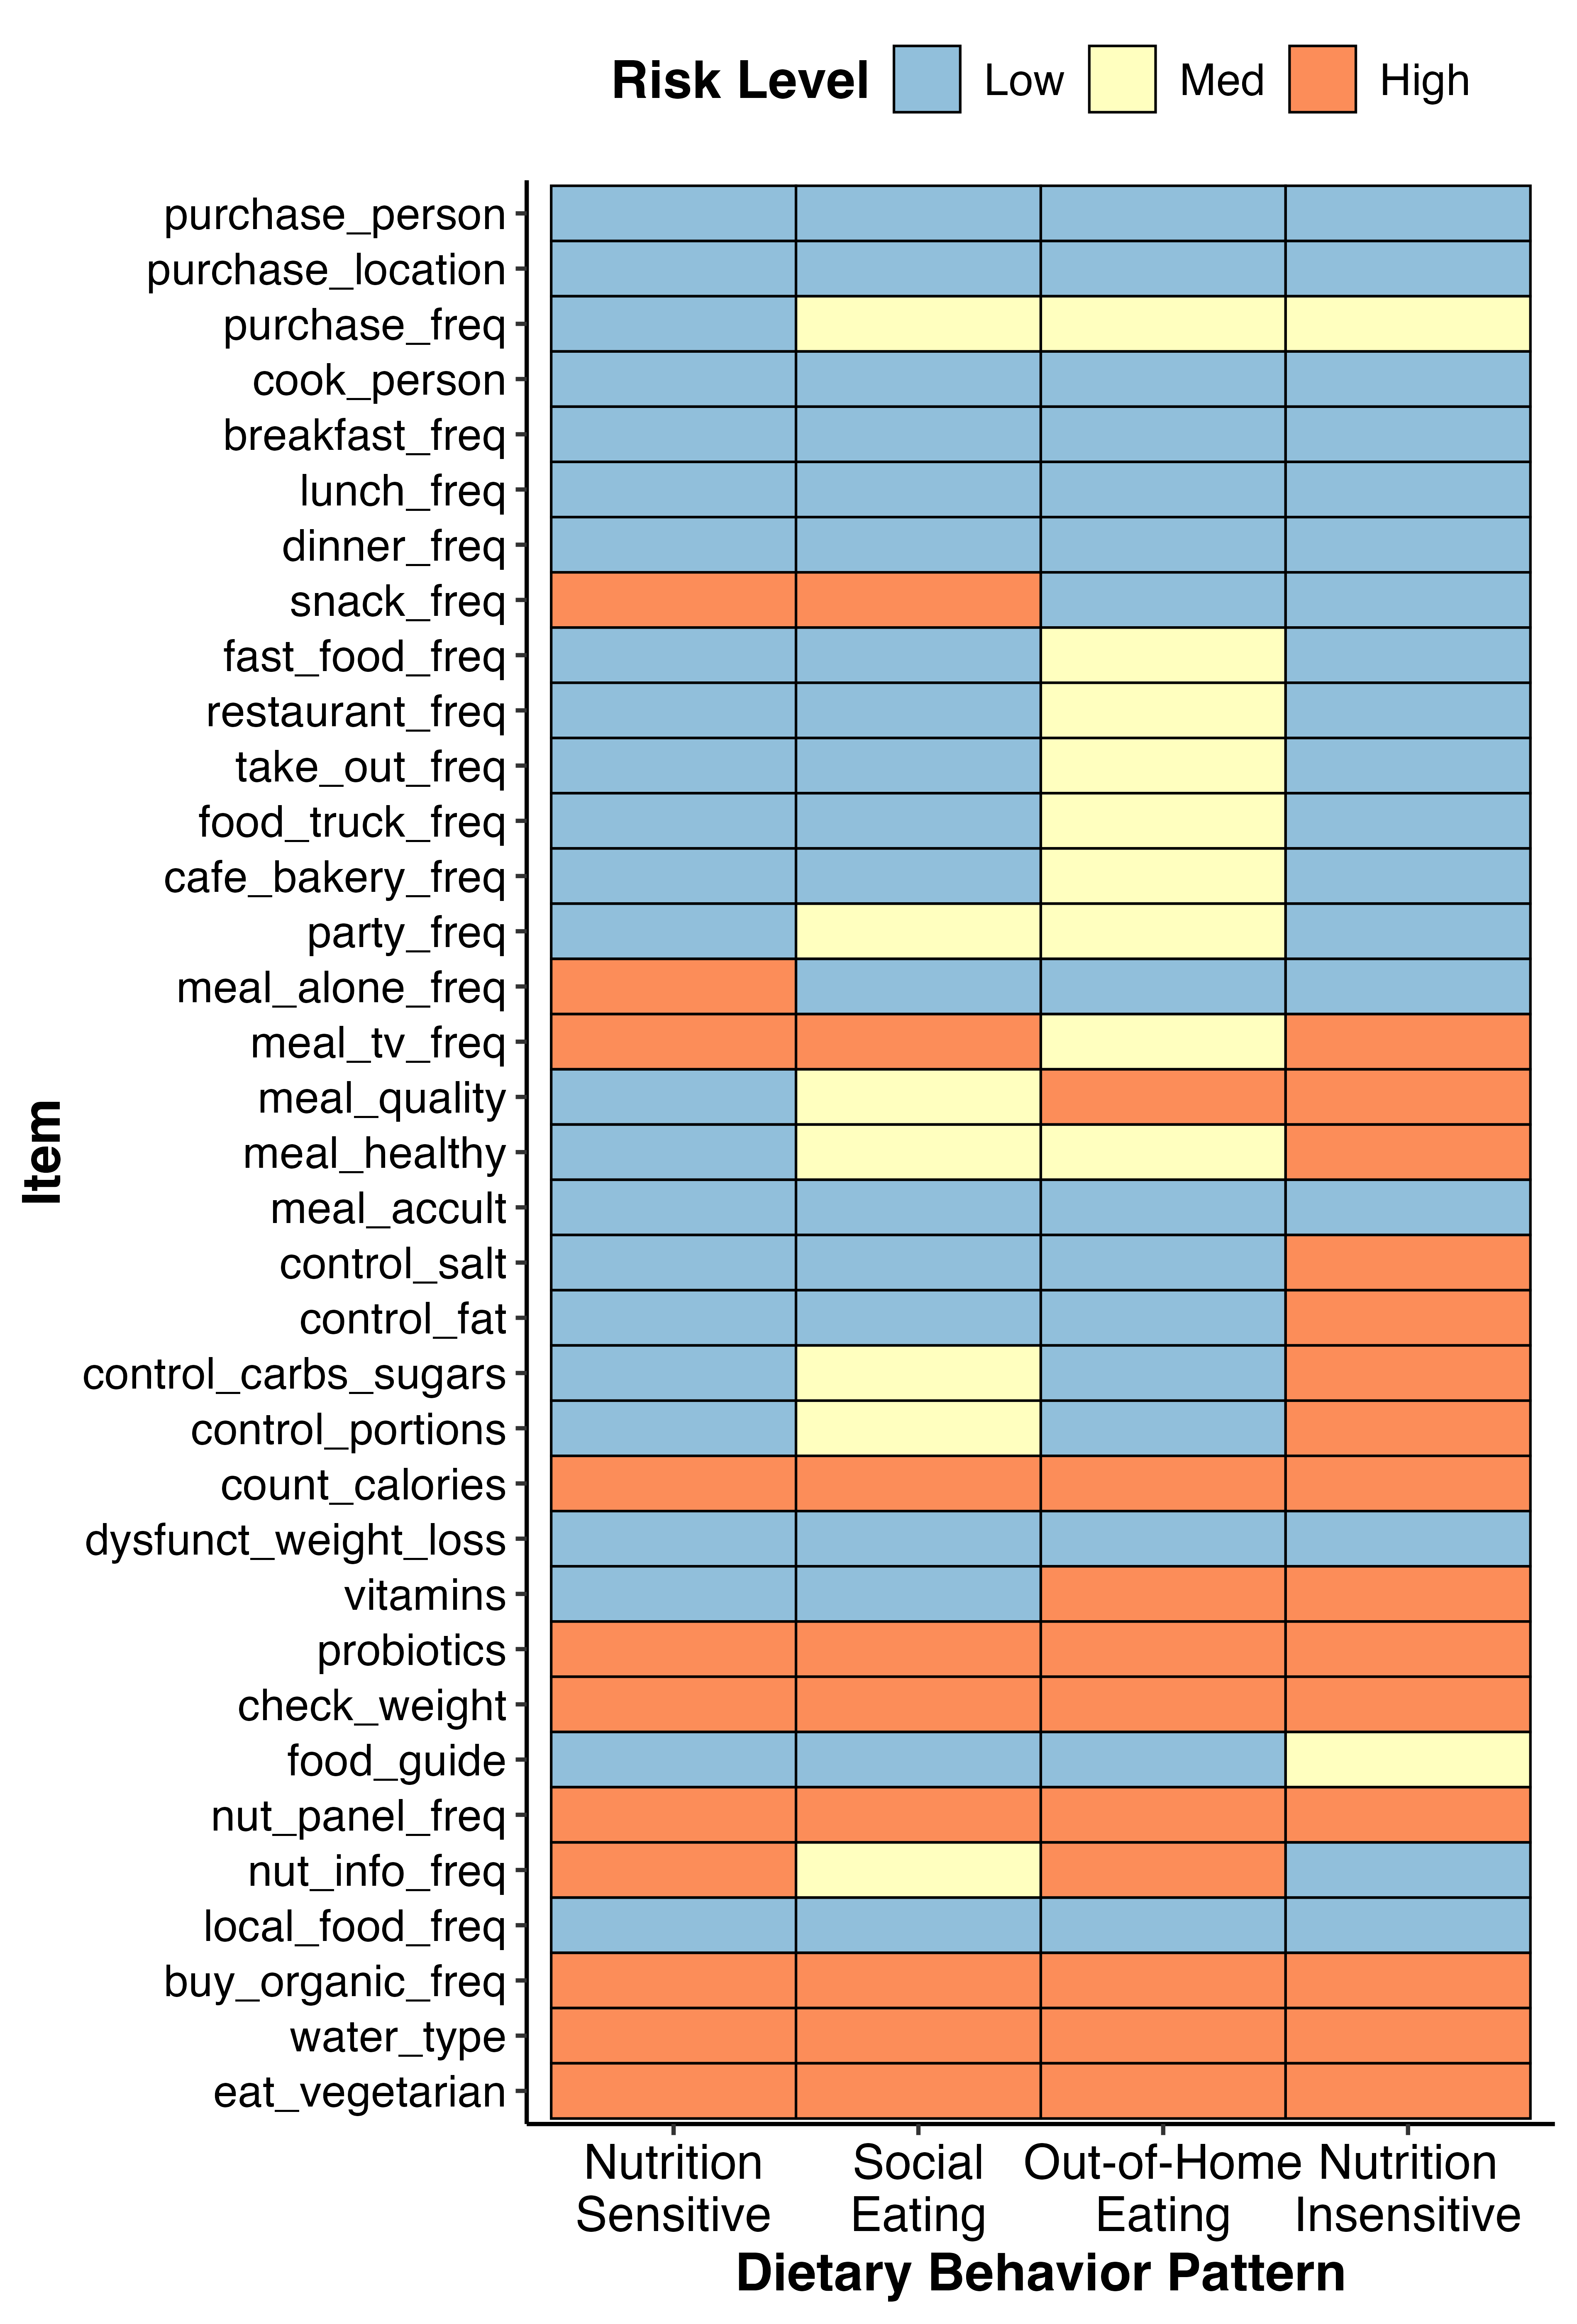 Risk Level Low Med High
purchase_person
purchase_location
purchase_freq
cook_person
breakfast_freq
lunch_freq
dinner_freq
snack_freq
fast_food_freq
restaurant_freq
take_out_freq
food_truck_freq
cafe_bakery_freq
party_freq
meal_alone_freq
meal_tv_freq
meal_quality
meal_healthy
meal_accult
control_salt
control_fat
control_carbs_sugars
control_portions
count_calories
dysfunct_weight_loss
vitamins
probiotics
check_weight
food_guide
nut_panel_freq
nut_info_freq
local_food_freq
buy_organic_freq
water_type
eat_vegetarian
Item
Nutrition Social Out-of-Home Nutrition
Sensitive Eating Eating Insensitive
Dietary Behavior Pattern